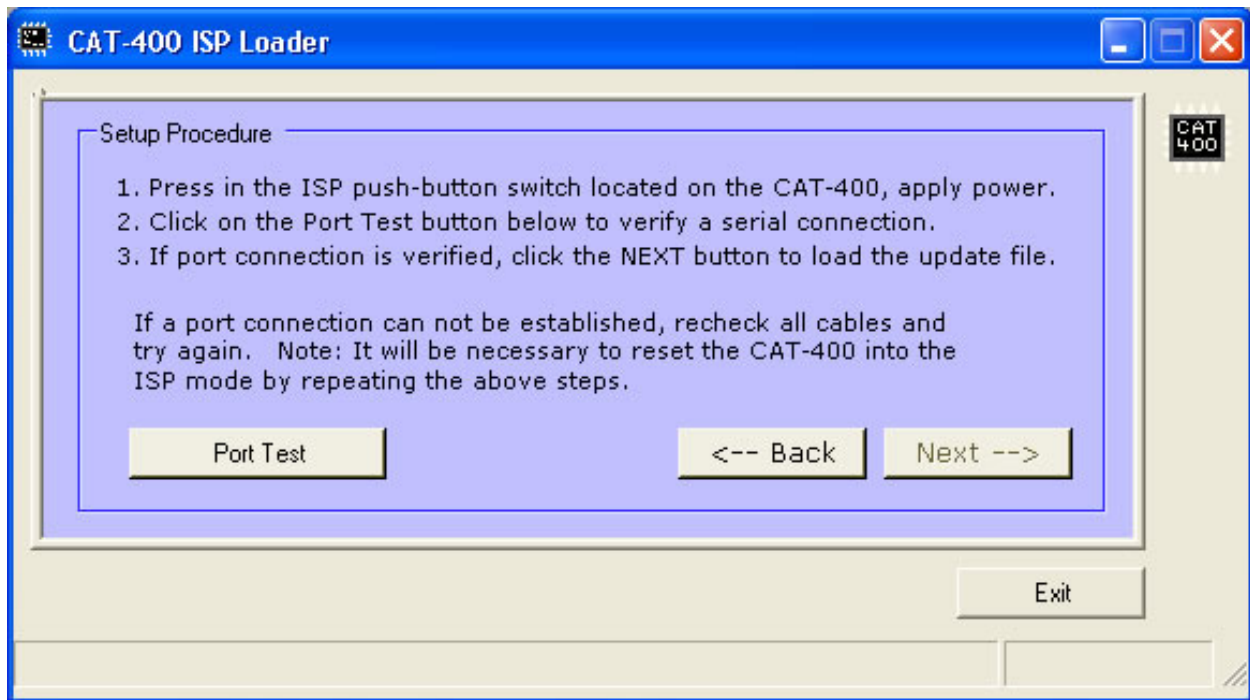 CAT-400 ISP Loader
CAT
400
Setup Procedure
1. Press in the ISP push-button switch located on the CAT-400, apply power.
2. Click on the Port Test button below to verify a serial connection.
3. If port connection is verified, click the NEXT button to load the update file.
If a port connection can not be established, recheck all cables and
try again. Note: It will be necessary to reset the CAT-400 into the
ISP mode by repeating the above steps.
Port Test
<-- Back
Next -->
Exit